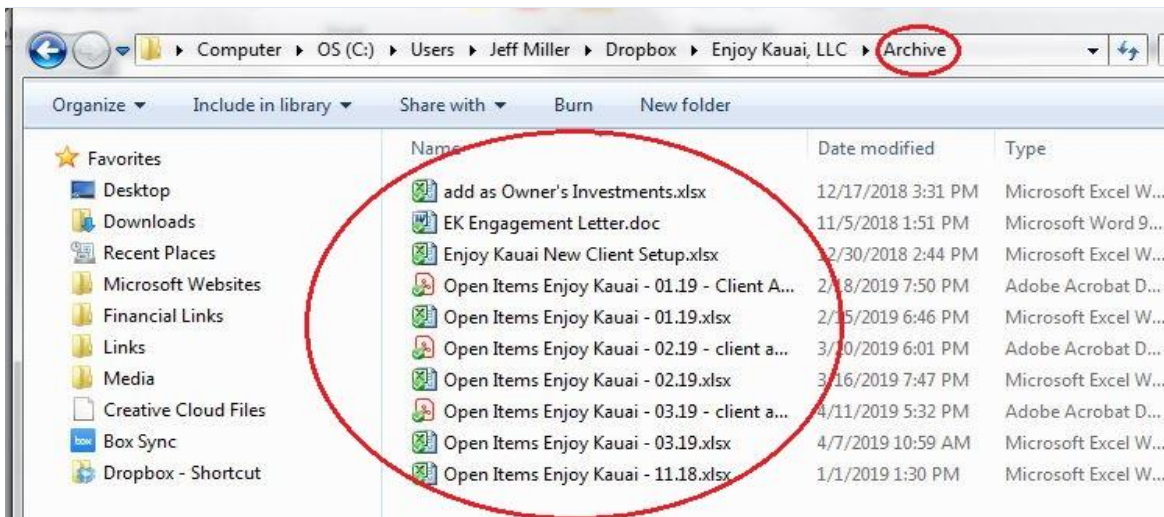 Computer ▸ OS (C:) ▸ Users ▸ Jeff Miller ▸ Dropbox ▸ Enjoy Kauai, LLC ▸ Archive
Organize Include in library Share with Burn New folder
Favorites
Desktop
Downloads
Recent Places
Microsoft Websites
Financial Links
Links
Media
Creative Cloud Files
Box Sync
Dropbox - Shortcut
Name Date modified Type
add as Owner's Investments.xlsx 12/17/2018 3:31 PM Microsoft Excel W...
EK Engagement Letter.doc 11/5/2018 1:51 PM Microsoft Word 9...
Enjoy Kauai New Client Setup.xlsx 12/30/2018 2:44 PM Microsoft Excel W...
Open Items Enjoy Kauai - 01.19 - Client A... 2/18/2019 7:50 PM Adobe Acrobat D...
Open Items Enjoy Kauai - 01.19.xlsx 2/15/2019 6:46 PM Microsoft Excel W...
Open Items Enjoy Kauai - 02.19 - client a... 3/20/2019 6:01 PM Adobe Acrobat D...
Open Items Enjoy Kauai - 02.19.xlsx 3/16/2019 7:47 PM Microsoft Excel W...
Open Items Enjoy Kauai - 03.19 - client a... 4/11/2019 5:32 PM Adobe Acrobat D...
Open Items Enjoy Kauai - 03.19.xlsx 4/7/2019 10:59 AM Microsoft Excel W...
Open Items Enjoy Kauai - 11.18.xlsx 1/1/2019 1:30 PM Microsoft Excel W...